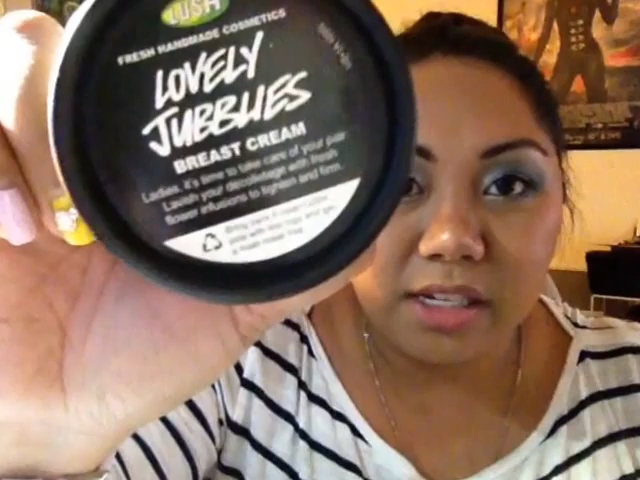 LUSH
FRESH HANDMADE COSMETICS
LOVELY
JUBBLIES
BREAST CREAM
Ladies, it's time to take care of your pair
Lavish your decolletage with fresh
flower infusions to tighten and firm.